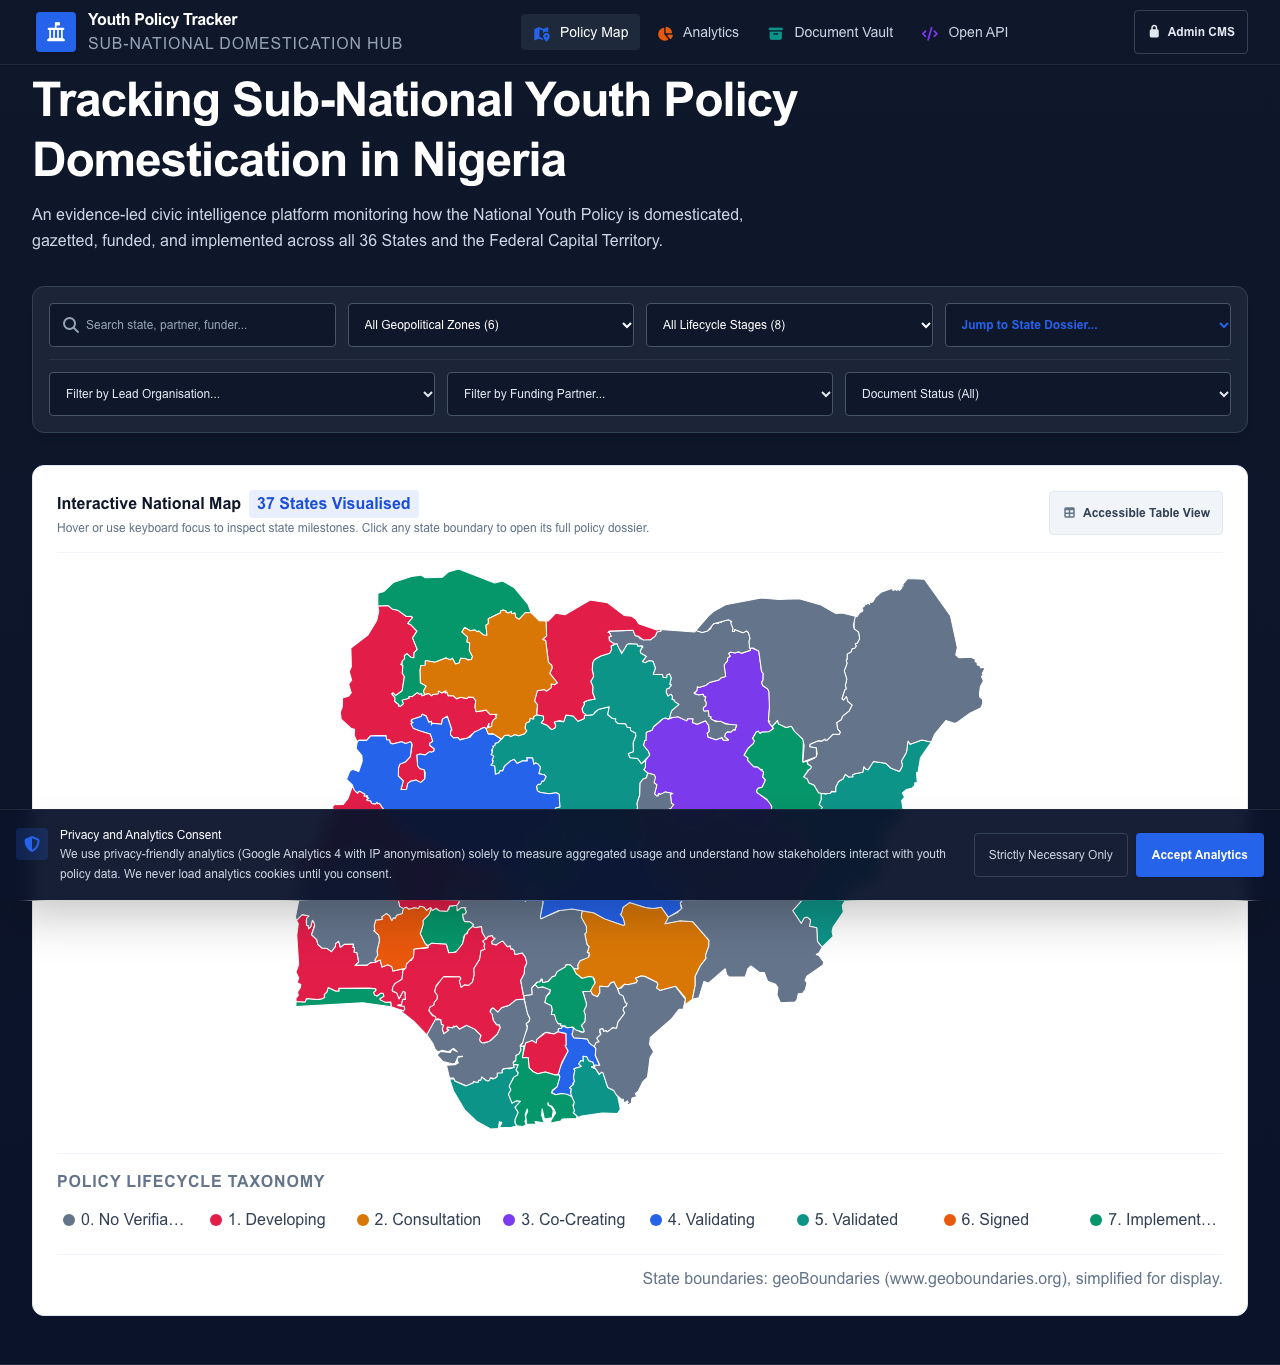 Youth Policy Tracker
SUB-NATIONAL DOMESTICATION HUB
Policy Map
Analytics
Document Vault
Open API
Admin CMS
Tracking Sub-National Youth Policy
Domestication in Nigeria
An evidence-led civic intelligence platform monitoring how the National Youth Policy is domesticated,
gazetted, funded, and implemented across all 36 States and the Federal Capital Territory.
Search state, partner, funder...
All Geopolitical Zones (6)
All Lifecycle Stages (8)
Jump to State Dossier...
Filter by Lead Organisation...
Filter by Funding Partner...
Document Status (All)
Interactive National Map
37 States Visualised
Hover or use keyboard focus to inspect state milestones. Click any state boundary to open its full policy dossier.
Accessible Table View
Privacy and Analytics Consent
We use privacy-friendly analytics (Google Analytics 4 with IP anonymisation) solely to measure aggregated usage and understand how stakeholders interact with youth
policy data. We never load analytics cookies until you consent.
Strictly Necessary Only
Accept Analytics
POLICY LIFECYCLE TAXONOMY
0. No Verifia...
1. Developing
2. Consultation
3. Co-Creating
4. Validating
5. Validated
6. Signed
7. Implement...
State boundaries: geoBoundaries (www.geoboundaries.org), simplified for display.